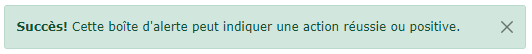 Succès! Cette boîte d'alerte peut indiquer une action réussie ou positive.